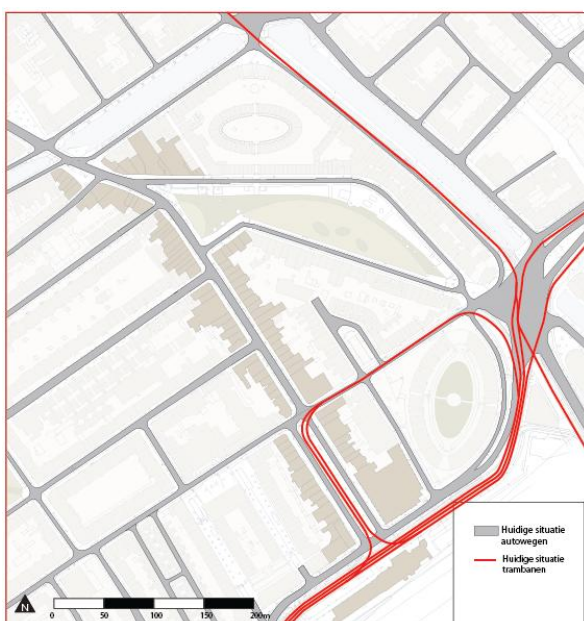 Huidige situatie
autowegen
Huidige situatie
trambanen
N
0 50 100 150 200m